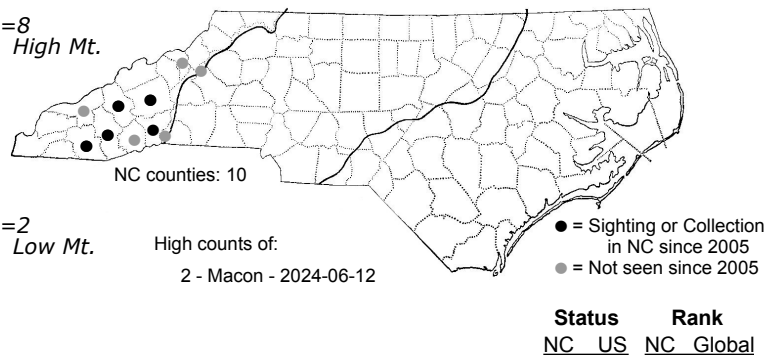 =8
High Mt.
NC counties: 10
=2
Low Mt.
High counts of:
2 - Macon - 2024-06-12
● = Sighting or Collection
in NC since 2005
● = Not seen since 2005
Status Rank
NC US NC Global